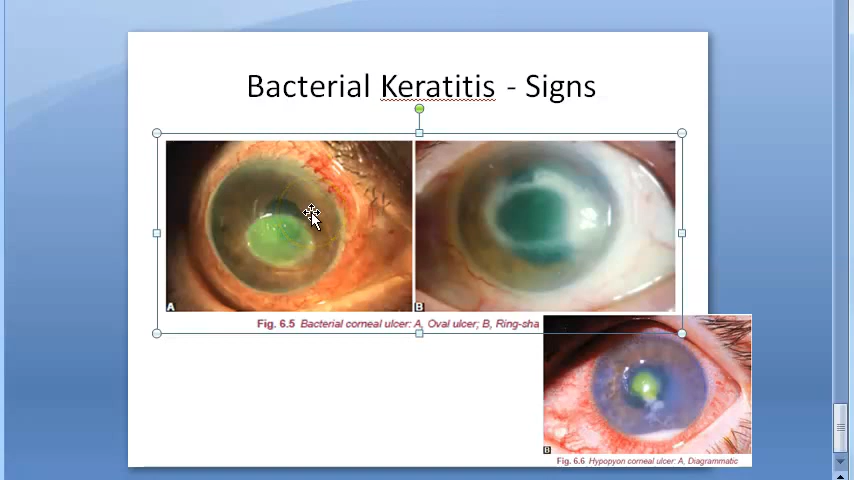 Bacterial Keratitis - Signs
A
B
Fig. 6.5 Bacterial corneal ulcer: A, Oval ulcer; B, Ring-sha
B
Fig. 6.6 Hypopyon corneal ulcer: A, Diagrammatic